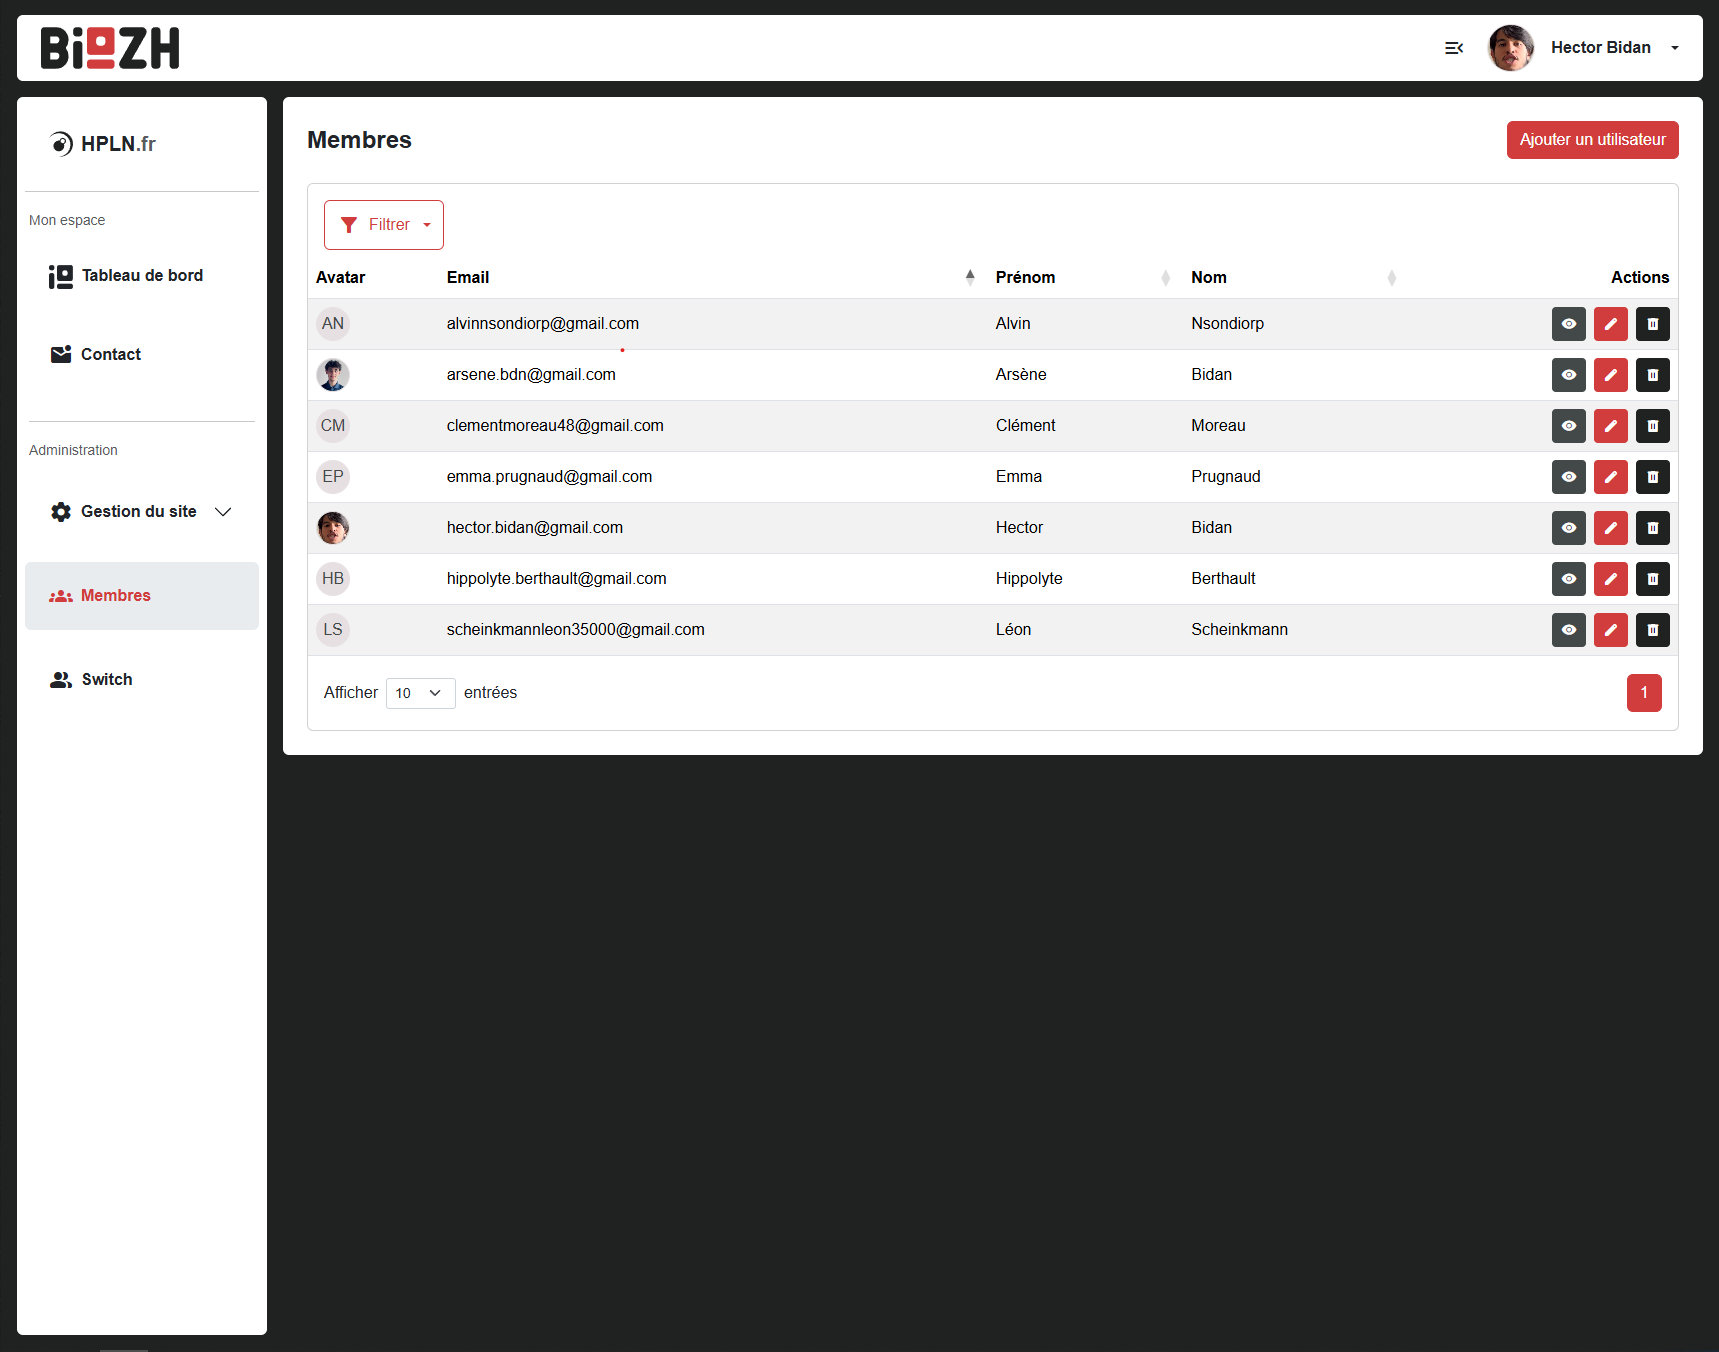 BiOZH
Hector Bidan
HPLN.fr
Mon espace
Tableau de bord
Contact
Administration
Gestion du site
Membres
Switch
Membres
Ajouter un utilisateur
Filtrer
Avatar Email Prénom Nom Actions
AN alvinnsondiorp@gmail.com Alvin Nsondiorp
arsene.bdn@gmail.com Arsène Bidan
CM clementmoreau48@gmail.com Clément Moreau
EP emma.prugnaud@gmail.com Emma Prugnaud
hector.bidan@gmail.com Hector Bidan
HB hippolyte.berthault@gmail.com Hippolyte Berthault
LS scheinkmannleon35000@gmail.com Léon Scheinkmann
Afficher 10 entrées
1